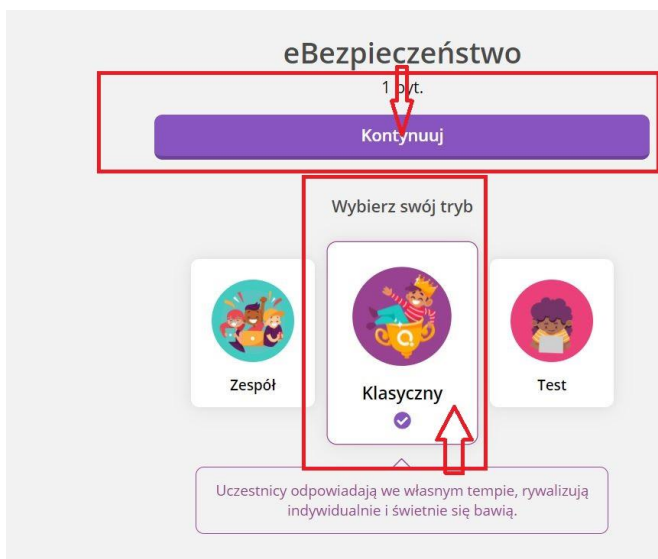 eBezpieczeństwo
1 pyt.
Kontynuuj
Wybierz swój tryb
Zespół
Klasyczny
Test
Uczestnicy odpowiadają we własnym tempie, rywalizują
indywidualnie i świetnie się bawią.